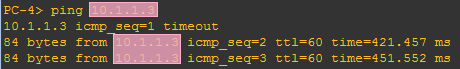 PC-4> ping 10.1.1.3
10.1.1.3 icmp_seq=1 timeout
84 bytes from 10.1.1.3 icmp_seq=2 ttl=60 time=421.457 ms
84 bytes from 10.1.1.3 icmp_seq=3 ttl=60 time=451.552 ms